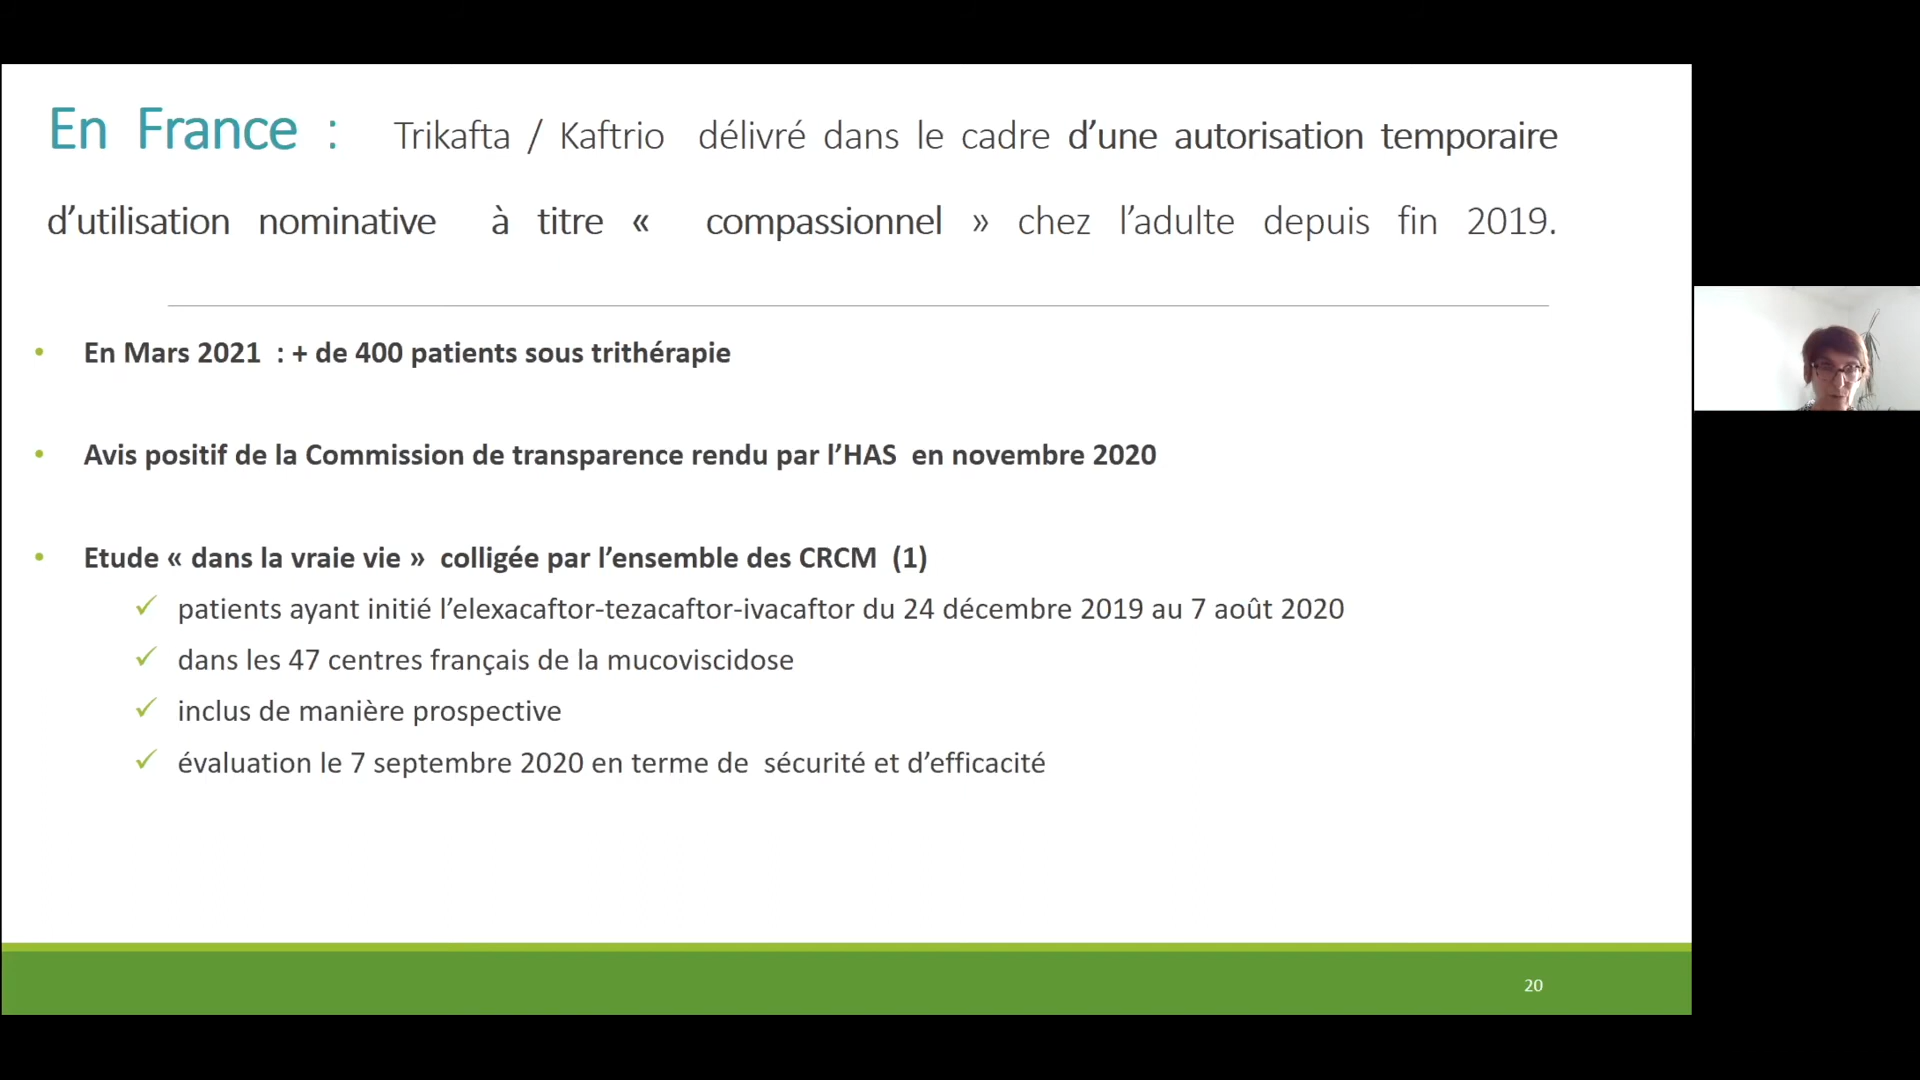 En France : Trikafta / Kaftrio délivré dans le cadre d’une autorisation temporaire
d’utilisation nominative à titre « compassionnel » chez l’adulte depuis fin 2019.
• En Mars 2021 : + de 400 patients sous trithérapie
• Avis positif de la Commission de transparence rendu par l’HAS en novembre 2020
• Etude « dans la vraie vie » colligée par l’ensemble des CRCM (1)
✓ patients ayant initié l’elexacaftor-tezacaftor-ivacaftor du 24 décembre 2019 au 7 août 2020
✓ dans les 47 centres français de la mucoviscidose
✓ inclus de manière prospective
✓ évaluation le 7 septembre 2020 en terme de sécurité et d’efficacité
20